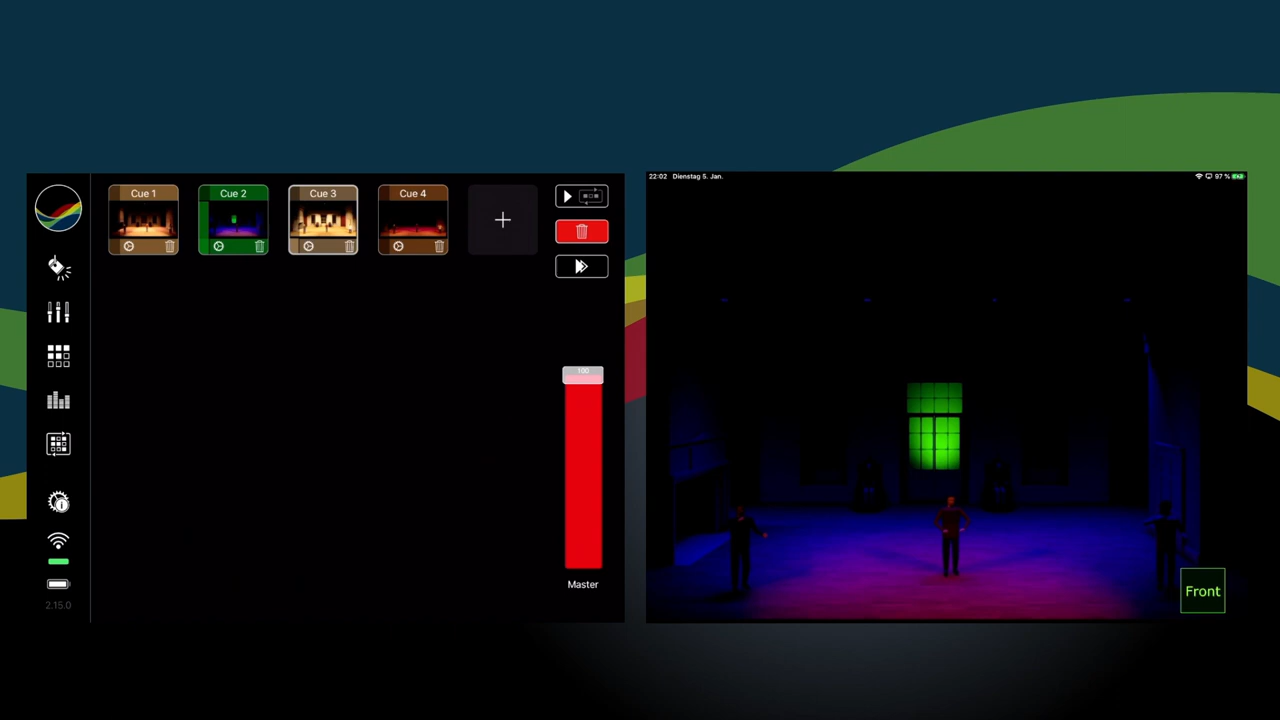 Cue 1
Cue 2
Cue 3
Cue 4
100
Master
2.15.0
22:02 Dienstag 5. Jan.
97 %
Front